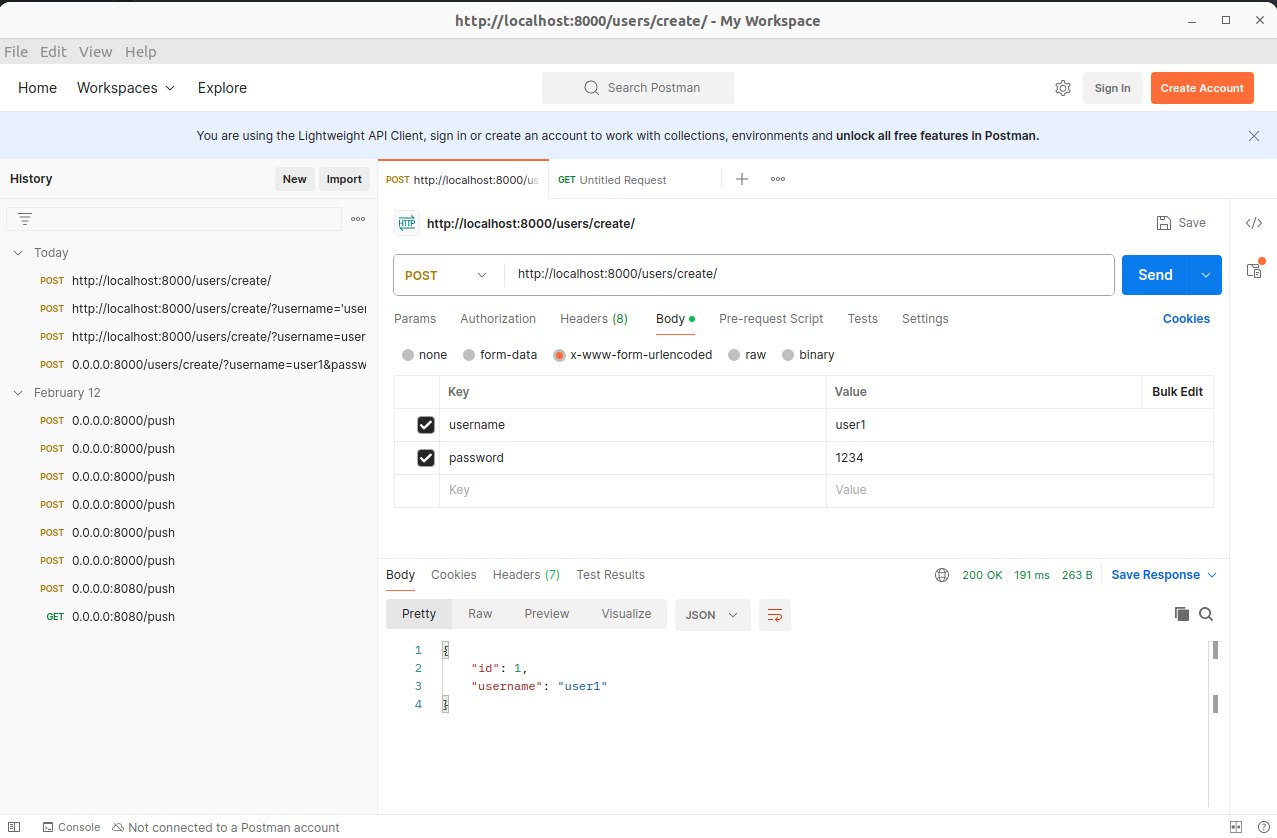 http://localhost:8000/users/create/ - My Workspace
File Edit View Help
Home Workspaces Explore Search Postman Sign In Create Account
You are using the Lightweight API Client, sign in or create an account to work with collections, environments and unlock all free features in Postman.
History New Import
POST http://localhost:8000/us GET Untitled Request
Today
POST http://localhost:8000/users/create/
POST http://localhost:8000/users/create/?username='user
POST http://localhost:8000/users/create/?username=user
POST 0.0.0.0:8000/users/create/?username=user1&passw
February 12
POST 0.0.0.0:8000/push
POST 0.0.0.0:8000/push
POST 0.0.0.0:8000/push
POST 0.0.0.0:8000/push
POST 0.0.0.0:8000/push
POST 0.0.0.0:8000/push
POST 0.0.0.0:8080/push
GET 0.0.0.0:8080/push
HTTP http://localhost:8000/users/create/ Save </>
POST http://localhost:8000/users/create/ Send
Params Authorization Headers (8) Body Pre-request Script Tests Settings Cookies
none form-data x-www-form-urlencoded raw binary
Key Value Bulk Edit
username user1
password 1234
Key Value
Body Cookies Headers (7) Test Results 200 OK 191 ms 263 B Save Response
Pretty Raw Preview Visualize JSON
1 {
2 "id": 1,
3 "username": "user1"
4 }
Console Not connected to a Postman account